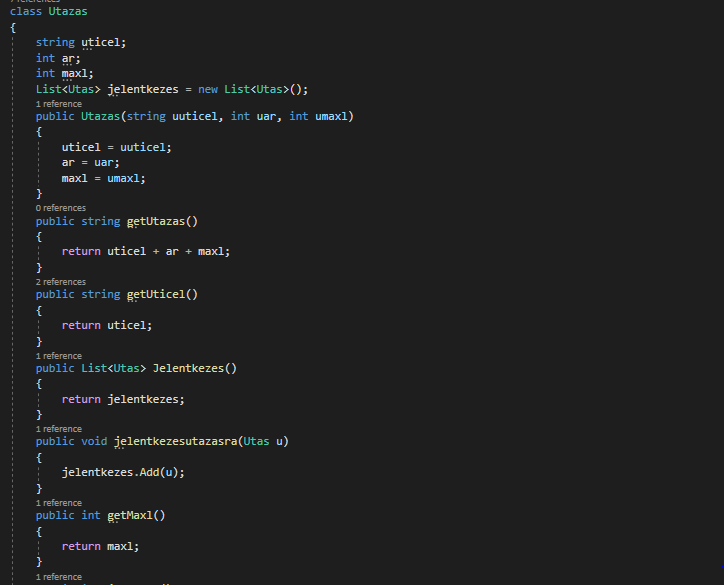 references
class Utazas
{
string uticel;
int ar;
int maxl;
List<Utas> jelentkezes = new List<Utas>();
1 reference
public Utazas(string uuticel, int uar, int umaxl)
{
uticel = uuticel;
ar = uar;
maxl = umaxl;
}
0 references
public string getUtazas()
{
return uticel + ar + maxl;
}
2 references
public string getUticel()
{
return uticel;
}
1 reference
public List<Utas> Jelentkezes()
{
return jelentkezes;
}
1 reference
public void jelentkezesutazasra(Utas u)
{
jelentkezes.Add(u);
}
1 reference
public int getMaxl()
{
return maxl;
}
1 reference